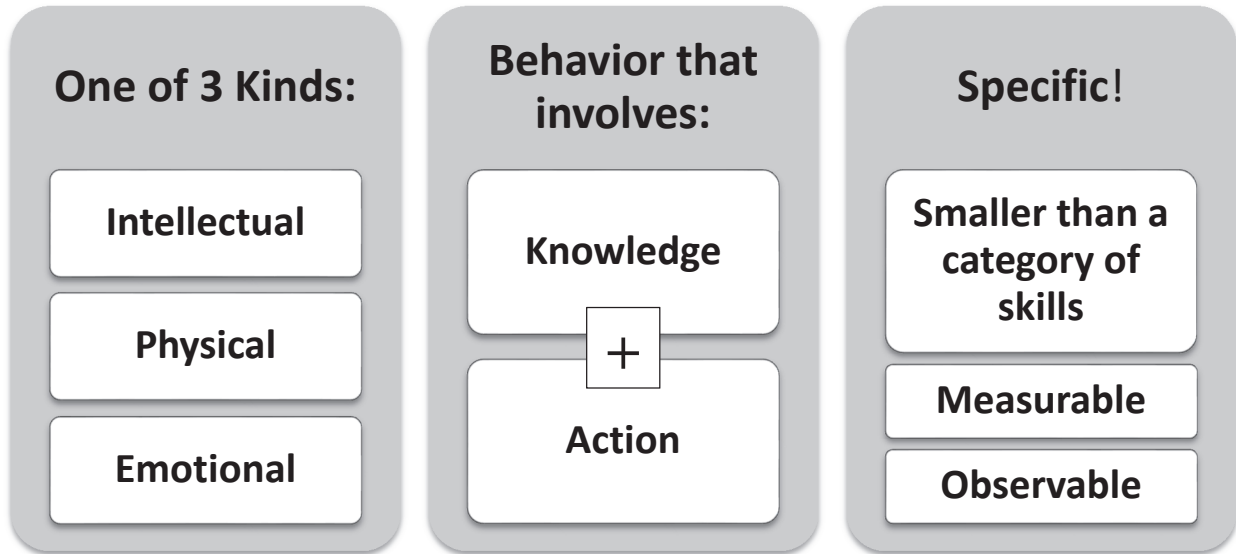 One of 3 Kinds:
Intellectual
Physical
Emotional
Behavior that
involves:
Knowledge
+
Action
Specific!
Smaller than a
category of
skills
Measurable
Observable